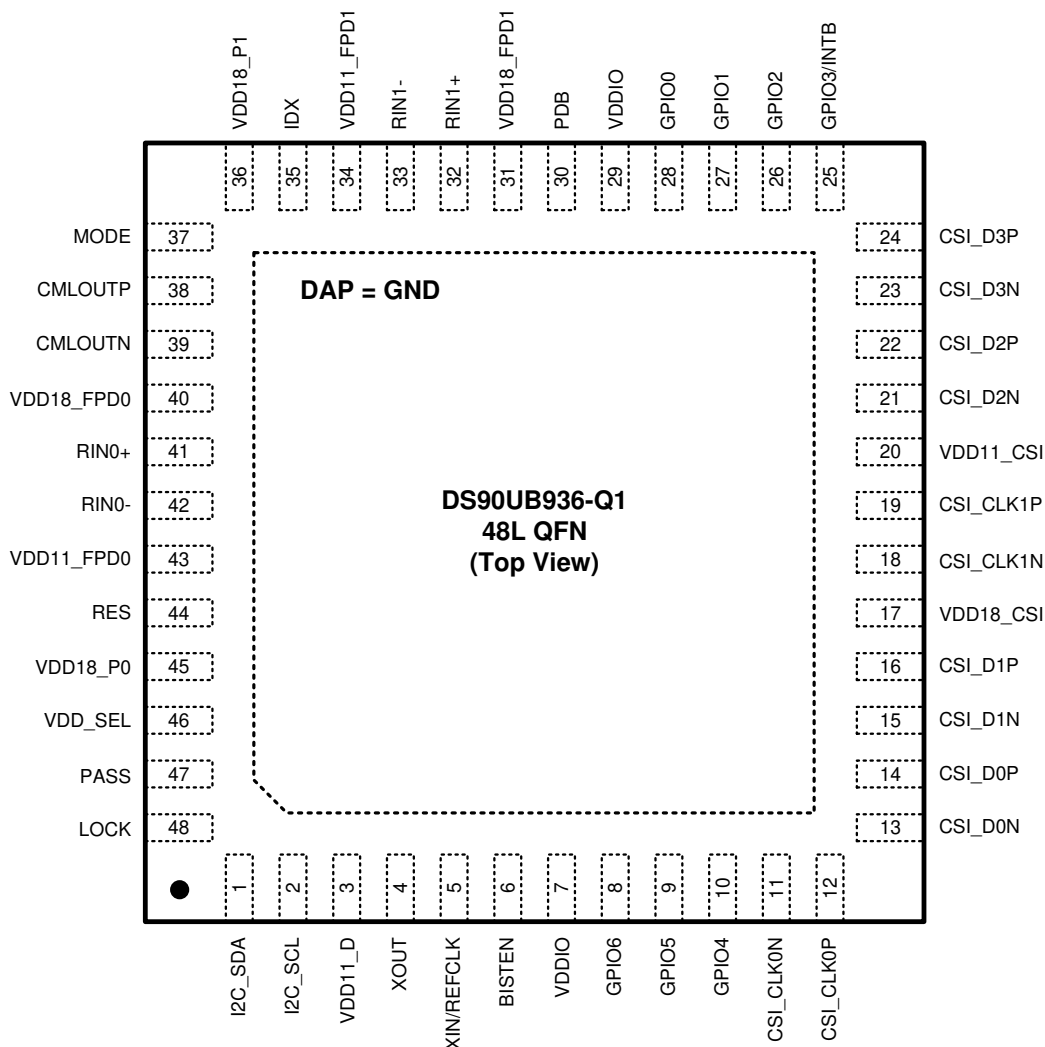 VDD18_P1
IDX
VDD11_FPD1
RIN1-
RIN1+
VDD18_FPD1
PDB
VDDIO
GPIO0
GPIO1
GPIO2
GPIO3/INTB
36
35
34
33
32
31
30
29
28
27
26
25
MODE 37
CMLOUTP 38
CMLOUTN 39
VDD18_FPD0 40
RIN0+ 41
RIN0- 42
VDD11_FPD0 43
RES 44
VDD18_P0 45
VDD_SEL 46
PASS 47
LOCK 48
DAP = GND
DS90UB936-Q1
48L QFN
(Top View)
24 CSI_D3P
23 CSI_D3N
22 CSI_D2P
21 CSI_D2N
20 VDD11_CSI
19 CSI_CLK1P
18 CSI_CLK1N
17 VDD18_CSI
16 CSI_D1P
15 CSI_D1N
14 CSI_D0P
13 CSI_D0N
1
2
3
4
5
6
7
8
9
10
11
12
I2C_SDA
I2C_SCL
VDD11_D
XOUT
XIN/REFCLK
BISTEN
VDDIO
GPIO6
GPIO5
GPIO4
CSI_CLK0N
CSI_CLK0P